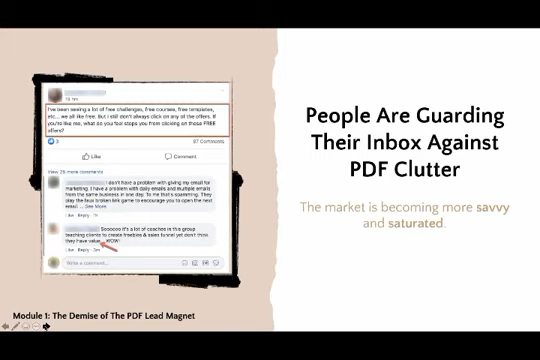 19 hrs
I've been seeing a lot of free challenges, free courses, free templates,
etc... we all like free. But I still don't always click on any of the offers. If
you're like me, what do you feel stops you from clicking on those FREE
offers?
3
87 Comments
Like
Comment
View 25 more comments
I don't have a problem with giving my email for
marketing. I have a problem with daily emails and multiple emails
from the same business in one day. To me that's spamming. They
play the faux broken link game to encourage you to open the next
email. ... See More
Like · Reply · 1h
Sooooo it's a lot of coaches in this group
teaching clients to create freebies & sales funnel yet don't think
they have value... WOW!
Like · Reply
Write a comment...
People Are Guarding
Their Inbox Against
PDF Clutter
The market is becoming more savvy
and saturated.
Module 1: The Demise of The PDF Lead Magnet